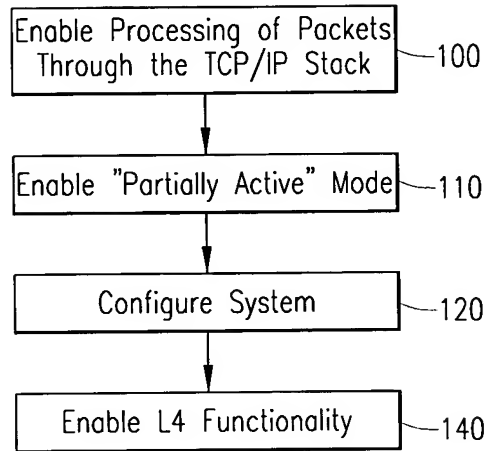 Enable Processing of Packets
Through the TCP/IP Stack
100
Enable "Partially Active" Mode
110
Configure System
120
Enable L4 Functionality
140